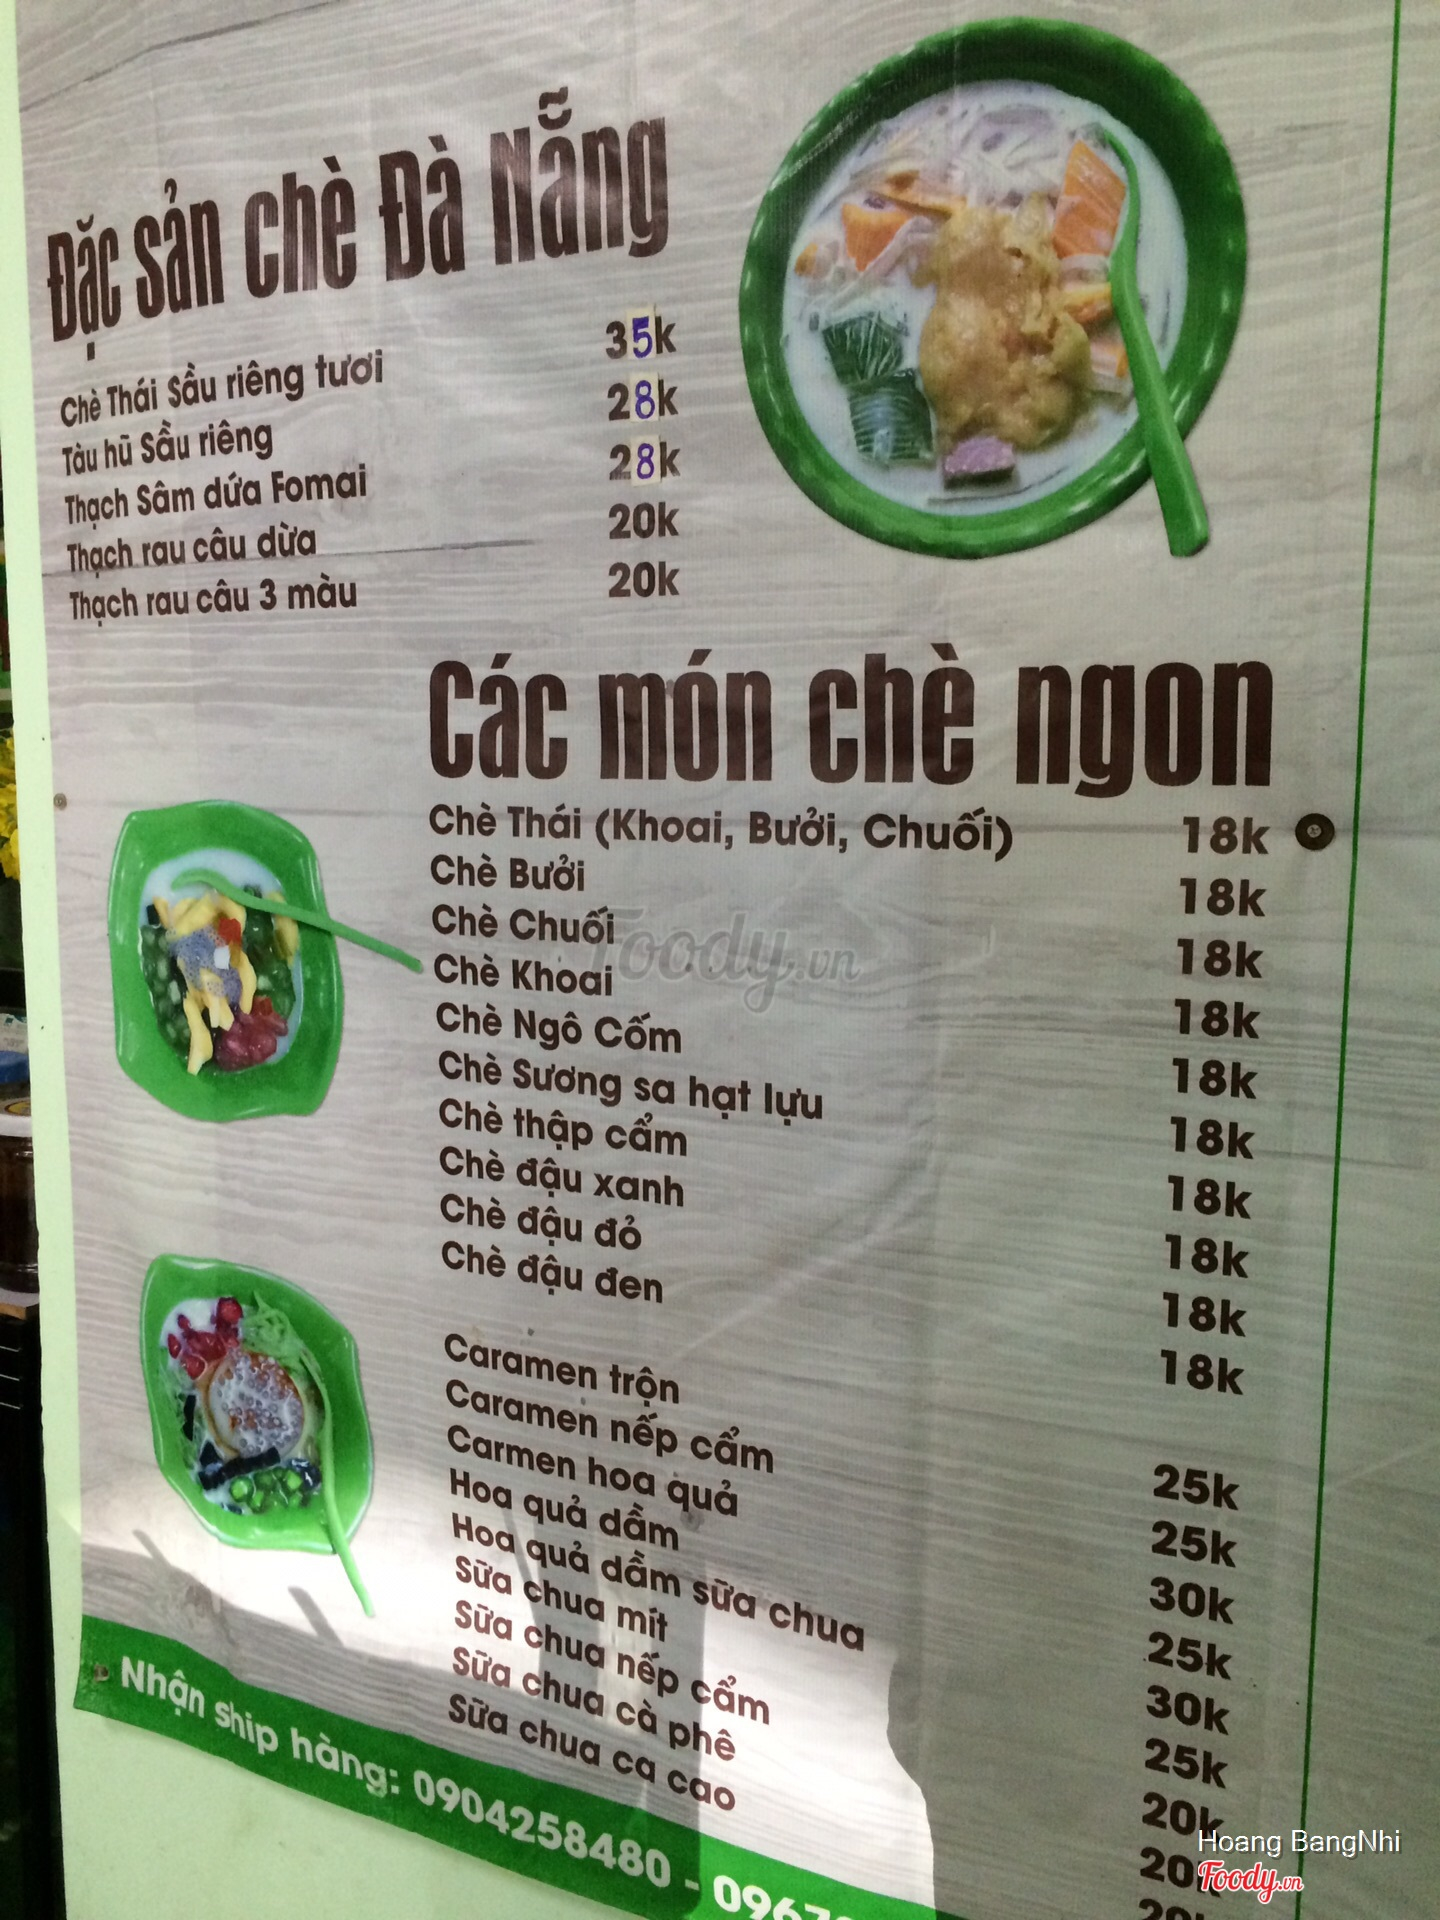 Đặc sản chè Đà Nẵng
Chè Thái Sầu riêng tươi 35k
Tàu hũ Sầu riêng 28k
Thạch Sâm dứa Fomai 28k
Thạch rau câu dừa 20k
Thạch rau câu 3 màu 20k
Các món chè ngon
Chè Thái (Khoai, Bưởi, Chuối) 18k
Chè Bưởi 18k
Chè Chuối 18k
Chè Khoai 18k
Chè Ngô Cốm 18k
Chè Sương sa hạt lựu 18k
Chè thập cẩm 18k
Chè đậu xanh 18k
Chè đậu đỏ 18k
Chè đậu đen 18k
Caramen trộn 25k
Caramen nếp cẩm 25k
Carmen hoa quả 30k
Hoa quả dầm 25k
Hoa quả dầm sữa chua 30k
Sữa chua mít 25k
Sữa chua nếp cẩm 20k
Sữa chua cà phê 20k
Sữa chua ca cao 20k
Nhận ship hàng: 0904258480 -
Foody.vn
Hoang BangNhi
Foody.vn